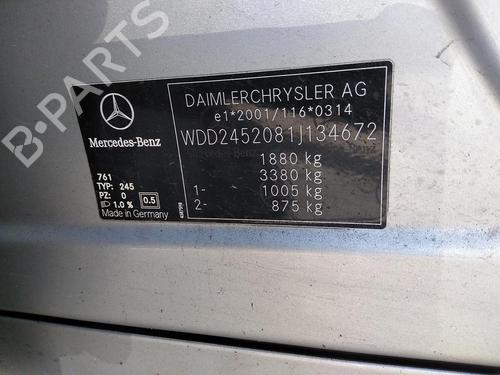 B-PARTS
DAIMLERCHRYSLER AG
e1*2001/116*0314
WDD2452081J134672
1880 kg
3380 kg
1- 1005 kg
2- 875 kg
Mercedes-Benz
761
TYP: 245
PZ: 0
1.0 % 0.5
Made in Germany